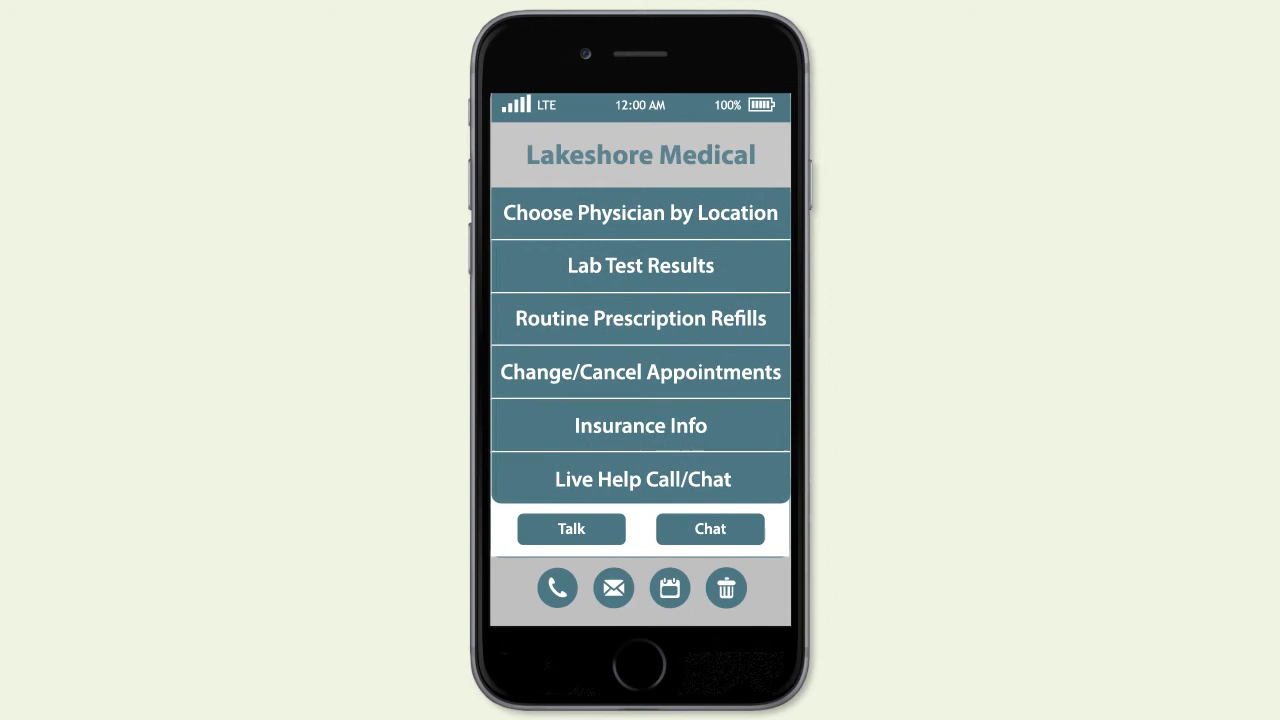 LTE 12:00 AM 100%
Lakeshore Medical
Choose Physician by Location
Lab Test Results
Routine Prescription Refills
Change/Cancel Appointments
Insurance Info
Live Help Call/Chat
Talk Chat